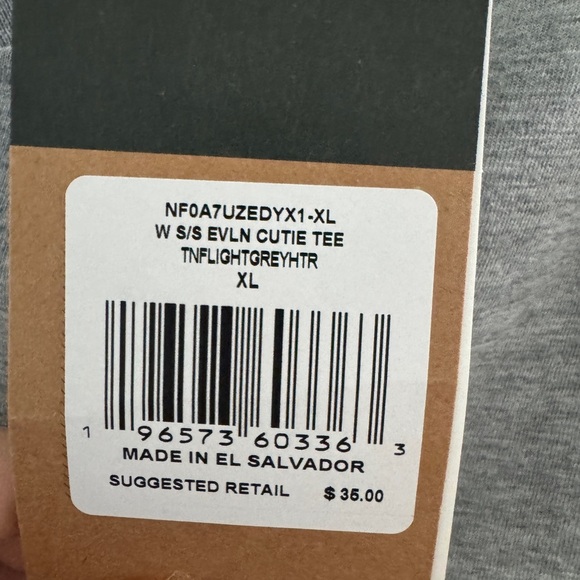 NF0A7UZEDYX1-XL
W S/S EVLN CUTIE TEE
TNFLIGHTGREYHTR
XL
1 96573 60336 3
MADE IN EL SALVADOR
SUGGESTED RETAIL $ 35.00